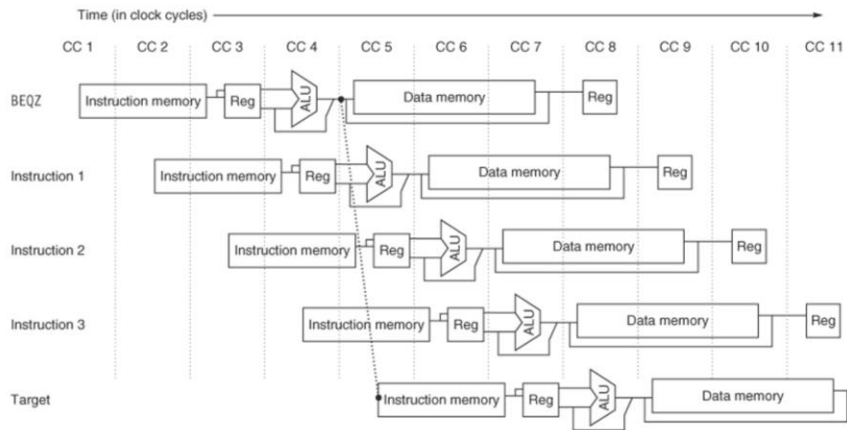 Time (in clock cycles)
CC 1 CC 2 CC 3 CC 4 CC 5 CC 6 CC 7 CC 8 CC 9 CC 10 CC 11
BEQZ Instruction memory Reg ALU Data memory Reg
Instruction 1 Instruction memory Reg ALU Data memory Reg
Instruction 2 Instruction memory Reg ALU Data memory Reg
Instruction 3 Instruction memory Reg ALU Data memory Reg
Target Instruction memory Reg ALU Data memory